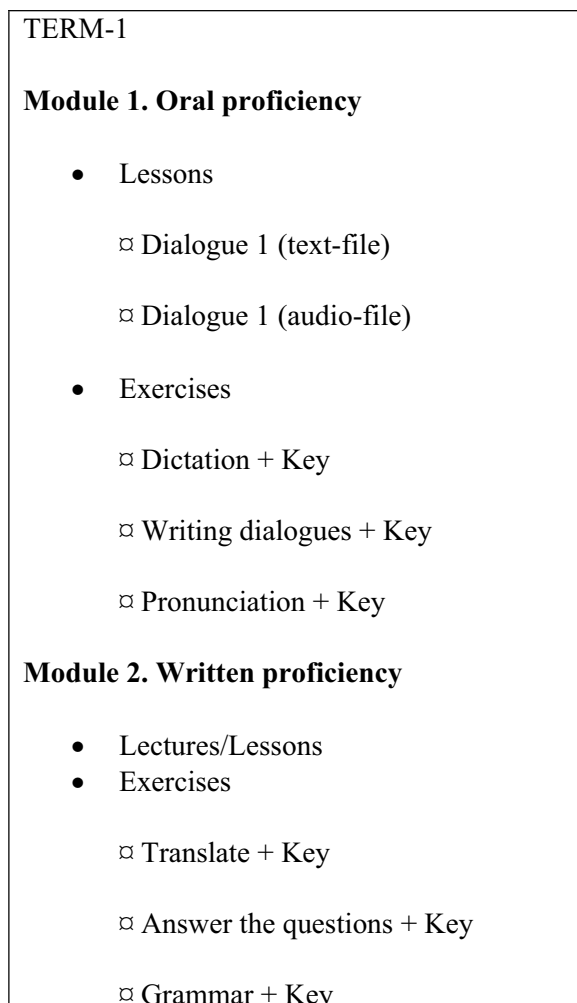 TERM-1
Module 1. Oral proficiency
• Lessons
¤ Dialogue 1 (text-file)
¤ Dialogue 1 (audio-file)
• Exercises
¤ Dictation + Key
¤ Writing dialogues + Key
¤ Pronunciation + Key
Module 2. Written proficiency
• Lectures/Lessons
• Exercises
¤ Translate + Key
¤ Answer the questions + Key
¤ Grammar + Key